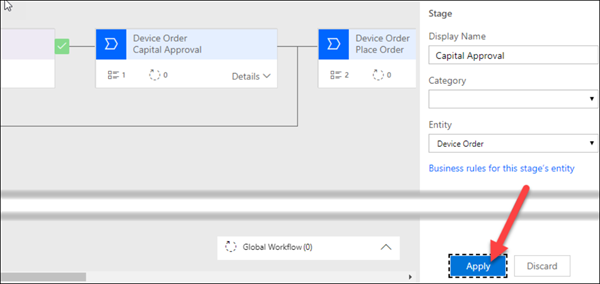 Device Order
Capital Approval
1
0
Details
Device Order
Place Order
2
0
Stage
Display Name
Capital Approval
Category
Entity
Device Order
Business rules for this stage's entity
Global Workflow (0)
Apply
Discard